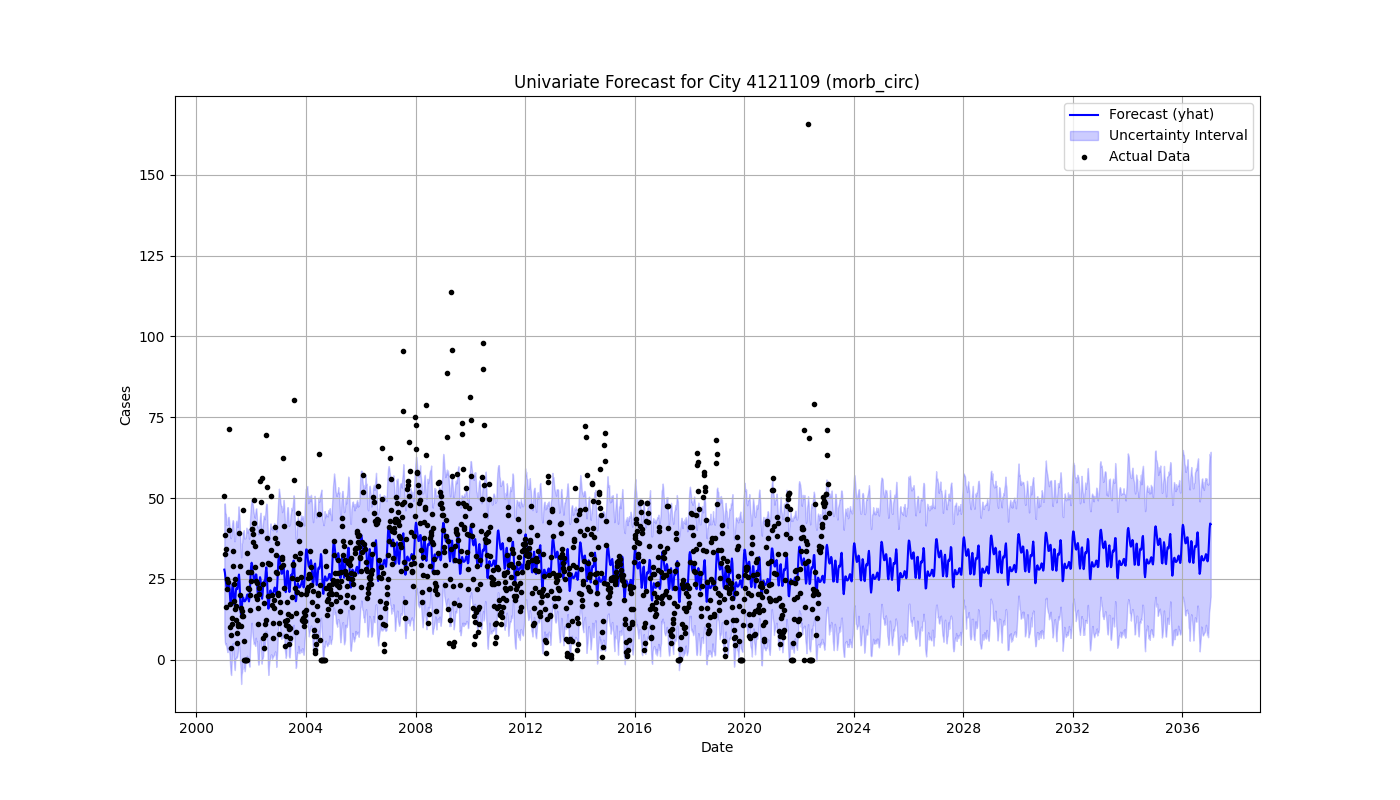 Univariate Forecast for City 4121109 (morb_circ)
Forecast (yhat)
Uncertainty Interval
Actual Data
Cases
150
125
100
75
50
25
0
2000 2004 2008 2012 2016 2020 2024 2028 2032 2036
Date